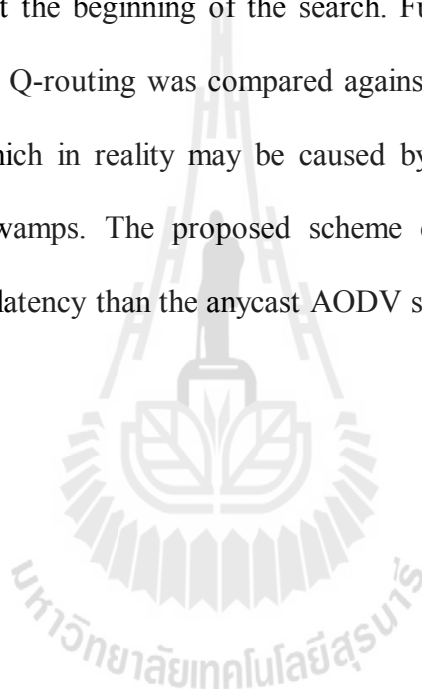 t the beginning of the search. Fu
Q-routing was compared agains
hich in reality may be caused by
wamps. The proposed scheme
latency than the anycast AODV s
มหาวิทยาลัยเทคโนโลยีสุรนารี